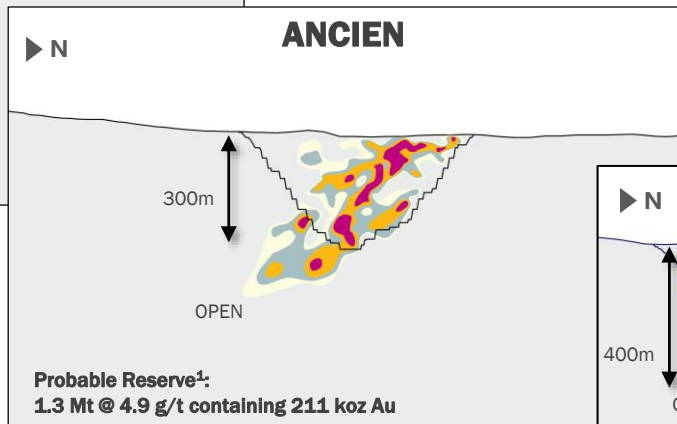 ANCIEN
N
300m
OPEN
Probable Reserve¹:
1.3 Mt @ 4.9 g/t containing 211 koz Au
N
400m